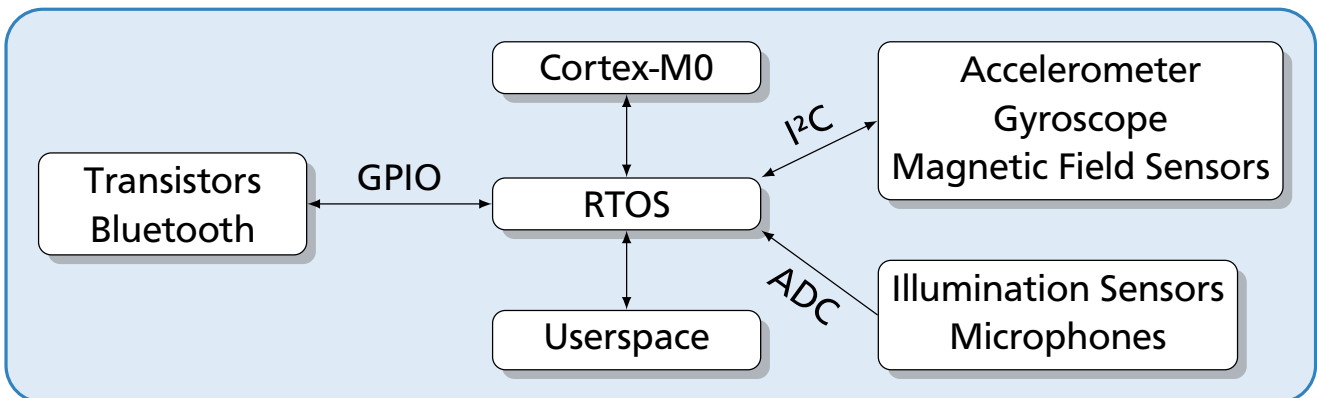 Cortex-M0
Accelerometer
Gyroscope
Magnetic Field Sensors
I²C
Transistors
Bluetooth
GPIO
RTOS
ADC
Illumination Sensors
Microphones
Userspace